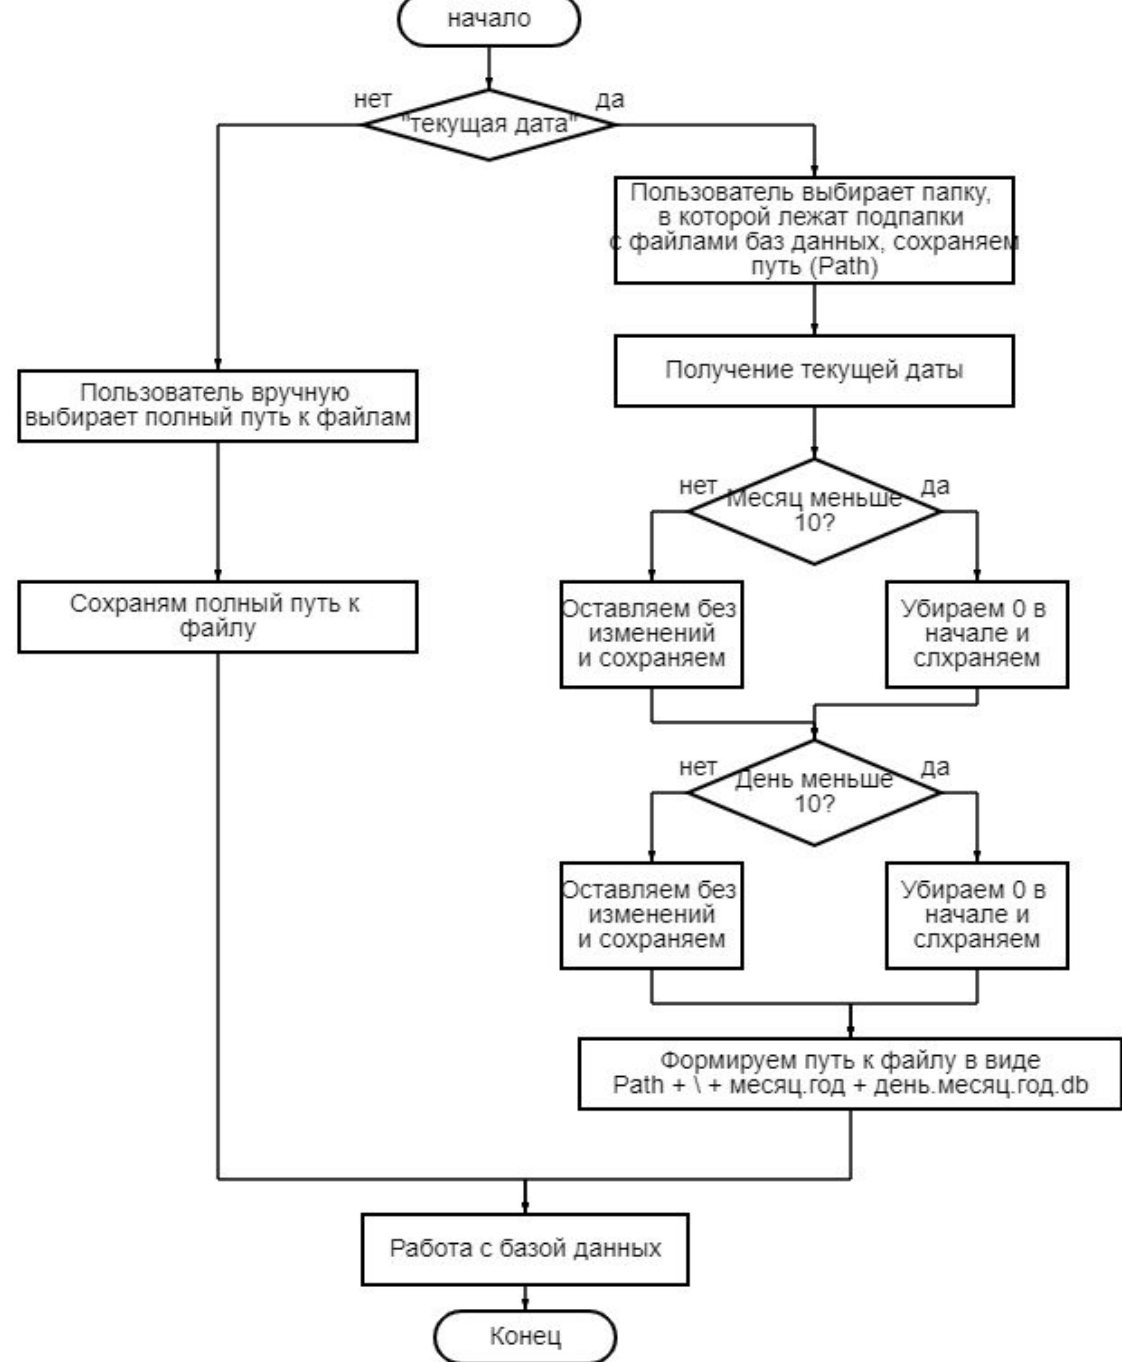 начало
нет
да
"текущая дата"
Пользователь выбирает папку,
в которой лежат подпапки
с файлами баз данных, сохраняем
путь (Path)
Получение текущей даты
Пользователь вручную
выбирает полный путь к файлам
нет
да
Месяц меньше
10?
Сохраням полный путь к
файлу
Оставляем без
изменений
и сохраняем
Убираем 0 в
начале и
слхраняем
нет
да
День меньше
10?
Оставляем без
изменений
и сохраняем
Убираем 0 в
начале и
слхраняем
Формируем путь к файлу в виде
Path + \ + месяц.год + день.месяц.год.db
Работа с базой данных
Конец